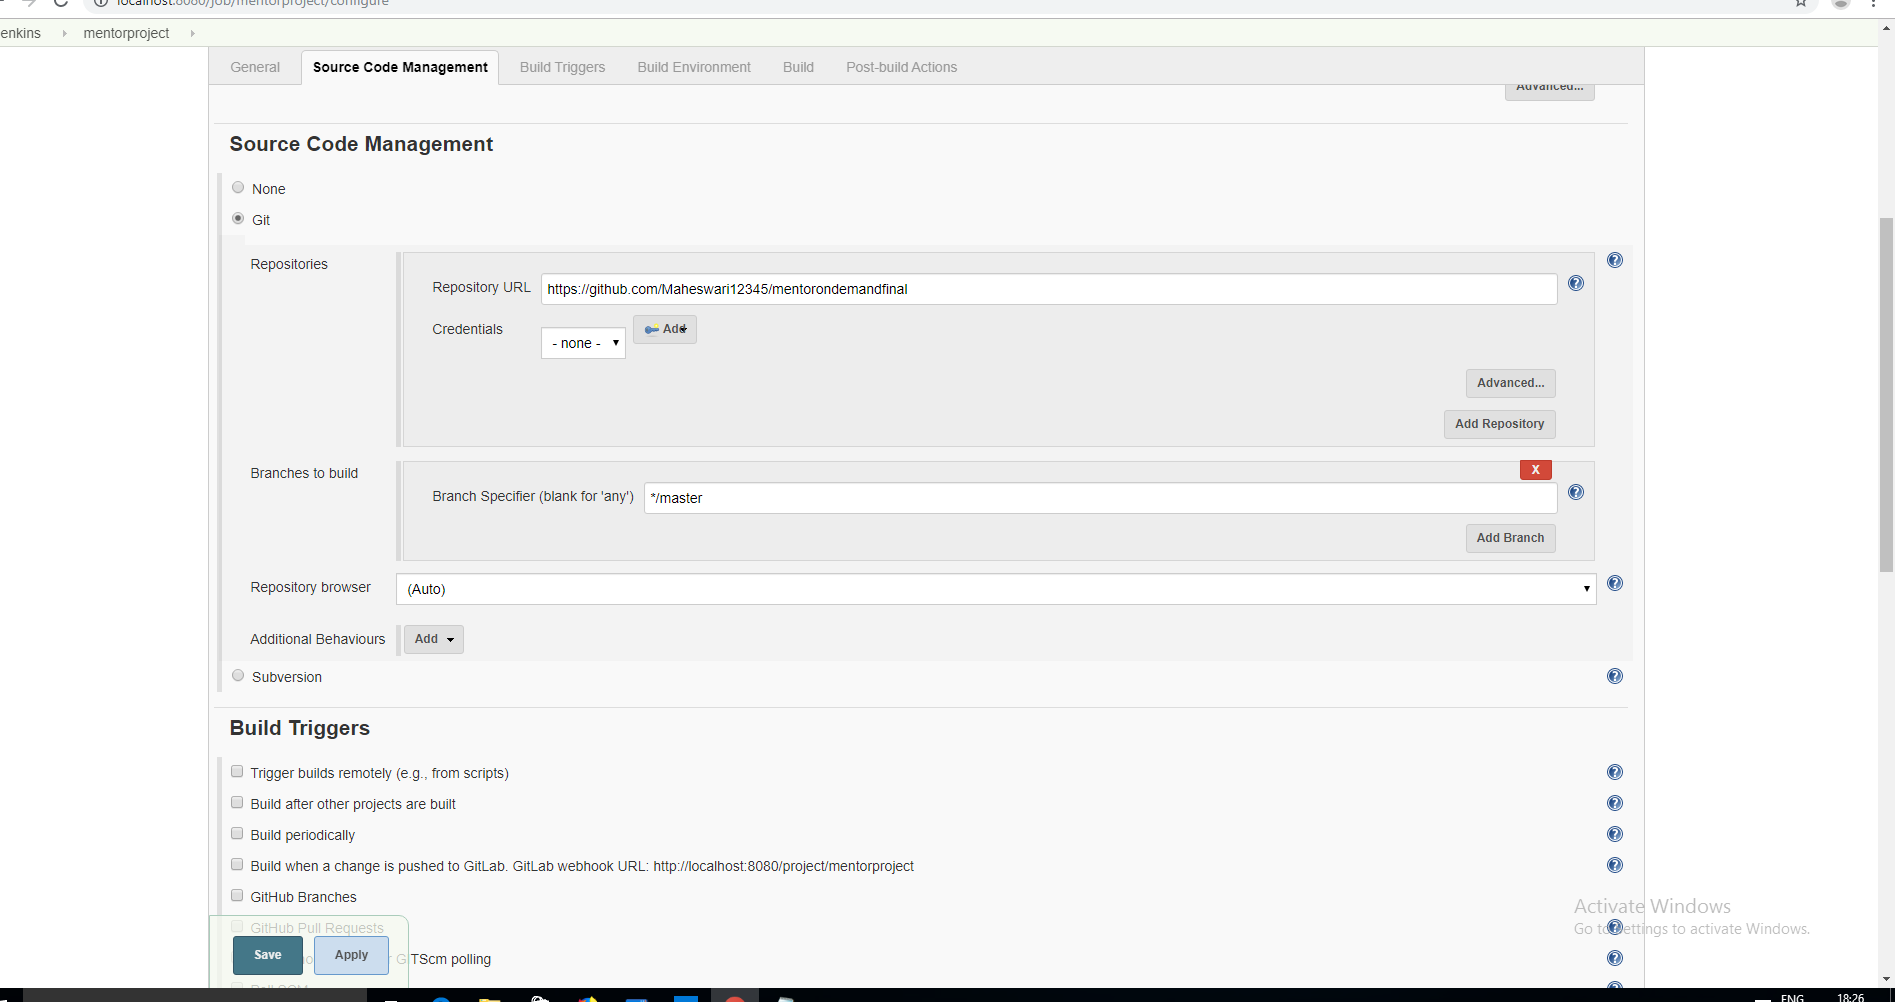 localhost:8080/job/mentorproject/configure
enkins mentorproject
General Source Code Management Build Triggers Build Environment Build Post-build Actions
Advanced...
Source Code Management
None
Git
Repositories
Repository URL https://github.com/Maheswari12345/mentorondemandfinal
Credentials
- none -
Add
Advanced...
Add Repository
Branches to build
X
Branch Specifier (blank for 'any') */master
Add Branch
Repository browser (Auto)
Additional Behaviours Add
Subversion
Build Triggers
Trigger builds remotely (e.g., from scripts)
Build after other projects are built
Build periodically
Build when a change is pushed to GitLab. GitLab webhook URL: http://localhost:8080/project/mentorproject
GitHub Branches
Activate Windows
GitHub Pull Requests
Go to Settings to activate Windows.
Save Apply
GITScm polling
Poll SCM
ENG 18:26